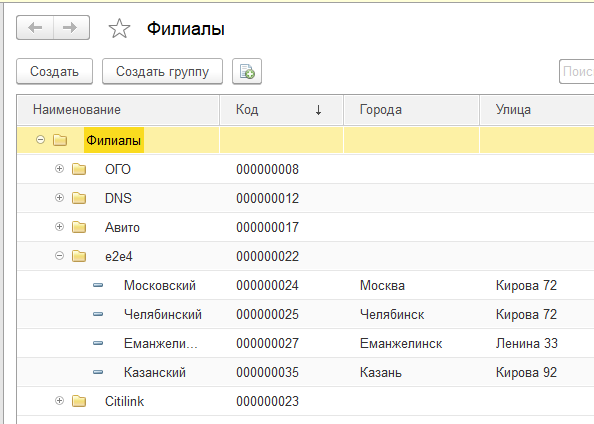 Филиалы
Создать Создать группу Поис
Наименование Код ↓ Города Улица
Филиалы
ОГО 000000008
DNS 000000012
Авито 000000017
e2e4 000000022
Московский 000000024 Москва Кирова 72
Челябинский 000000025 Челябинск Кирова 72
Еманжели... 000000027 Еманжелинск Ленина 33
Казанский 000000035 Казань Кирова 92
Citilink 000000023